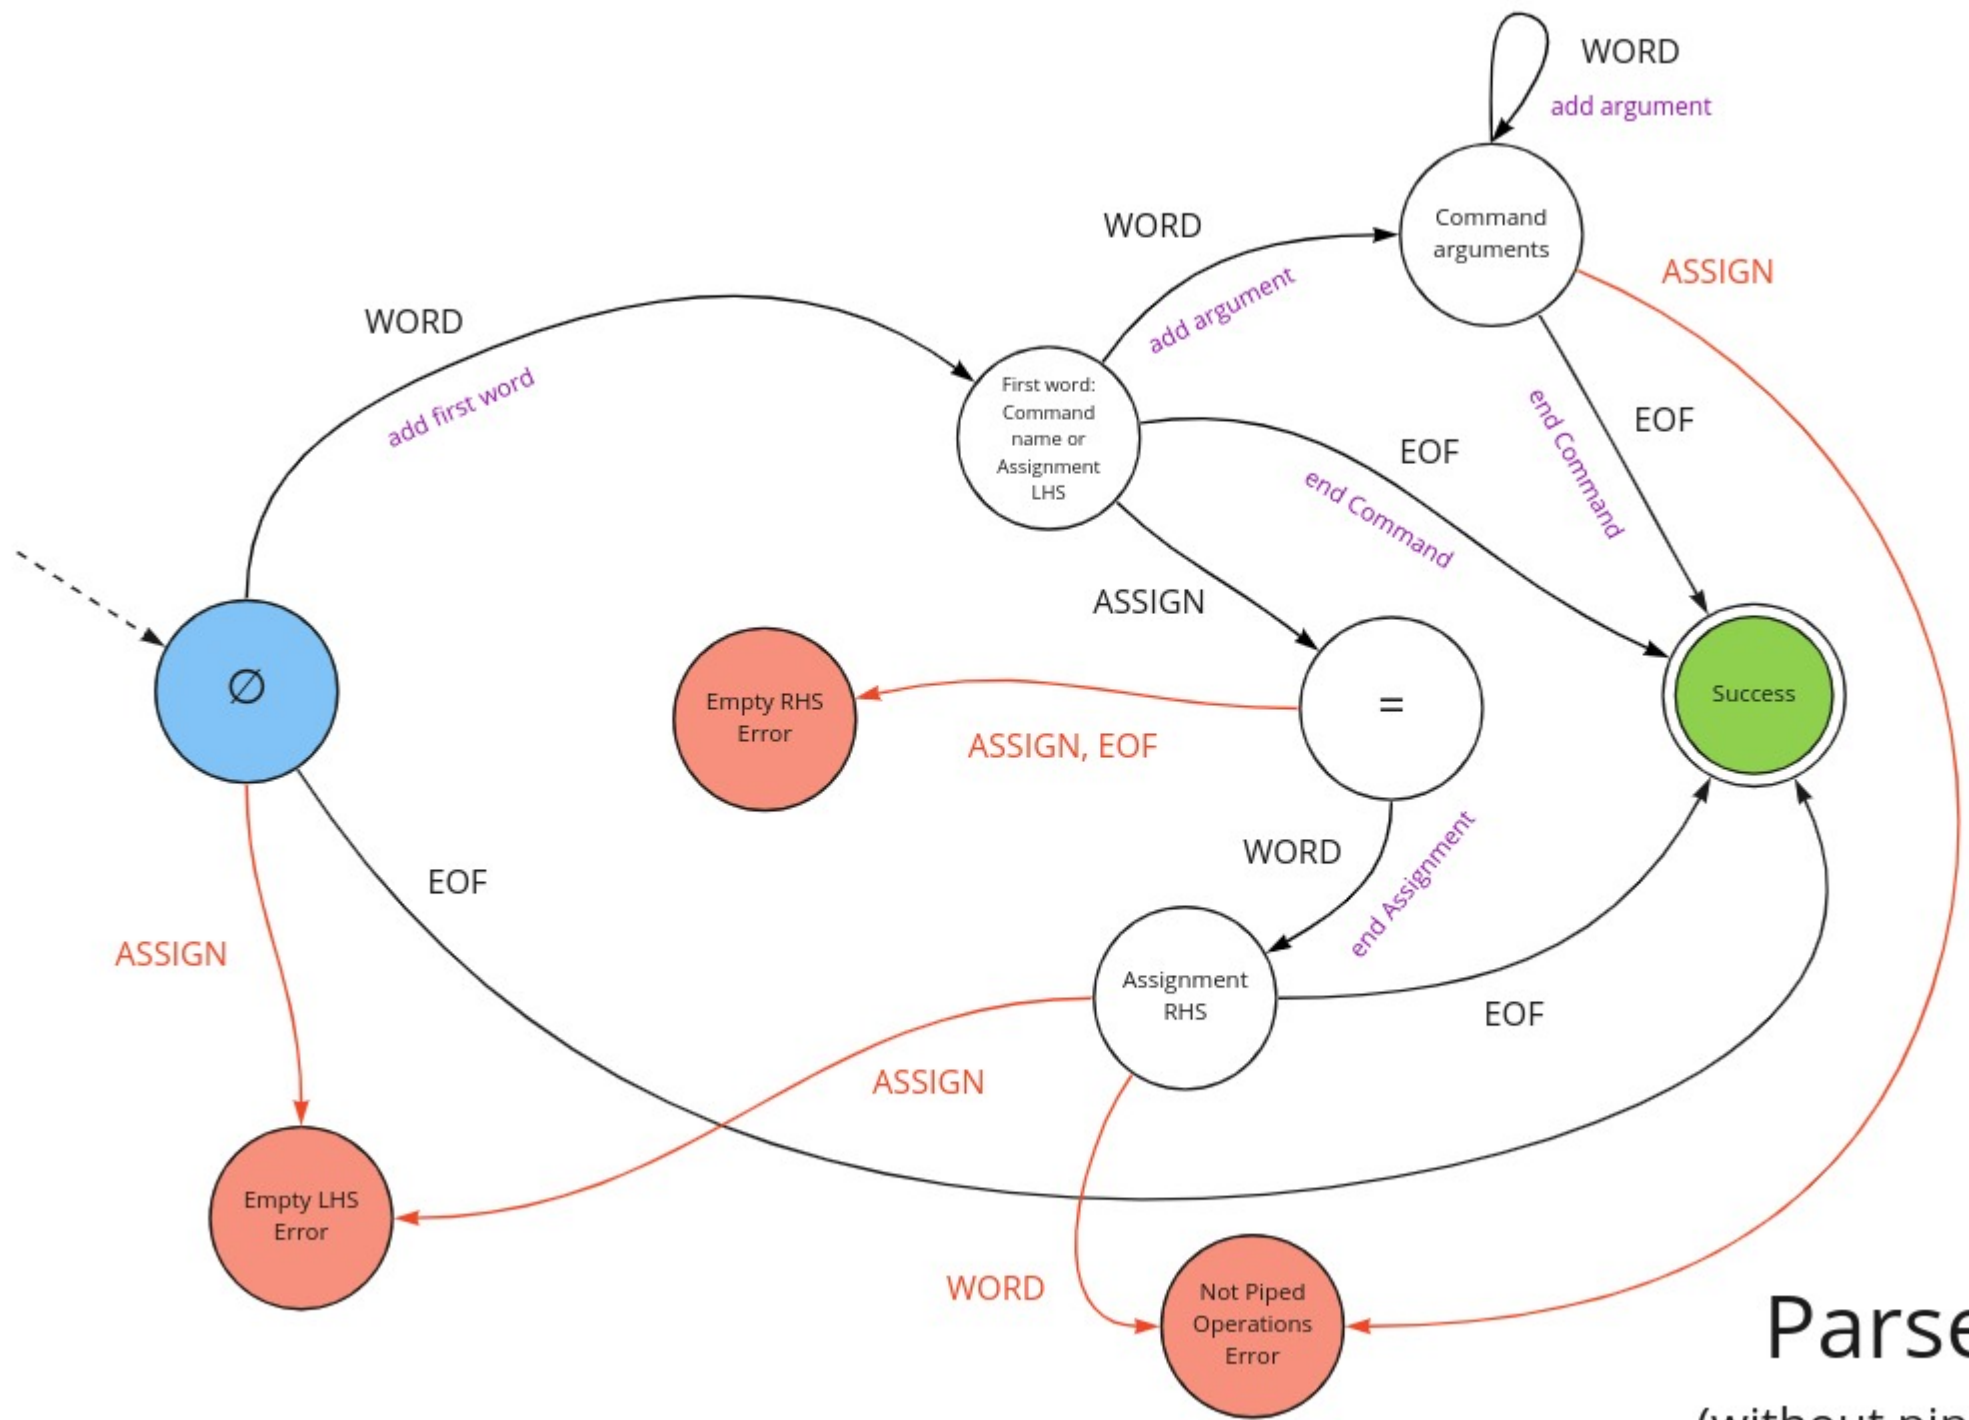 WORD
add argument
Command
arguments
WORD
add argument
ASSIGN
WORD
add first word
First word:
Command
name or
Assignment
LHS
EOF
end Command
EOF
end Command
ASSIGN
∅
Empty RHS
Error
=
Success
ASSIGN, EOF
WORD
end Assignment
EOF
ASSIGN
Assignment
RHS
EOF
ASSIGN
Empty LHS
Error
WORD
Not Piped
Operations
Error
Parse
(without pip